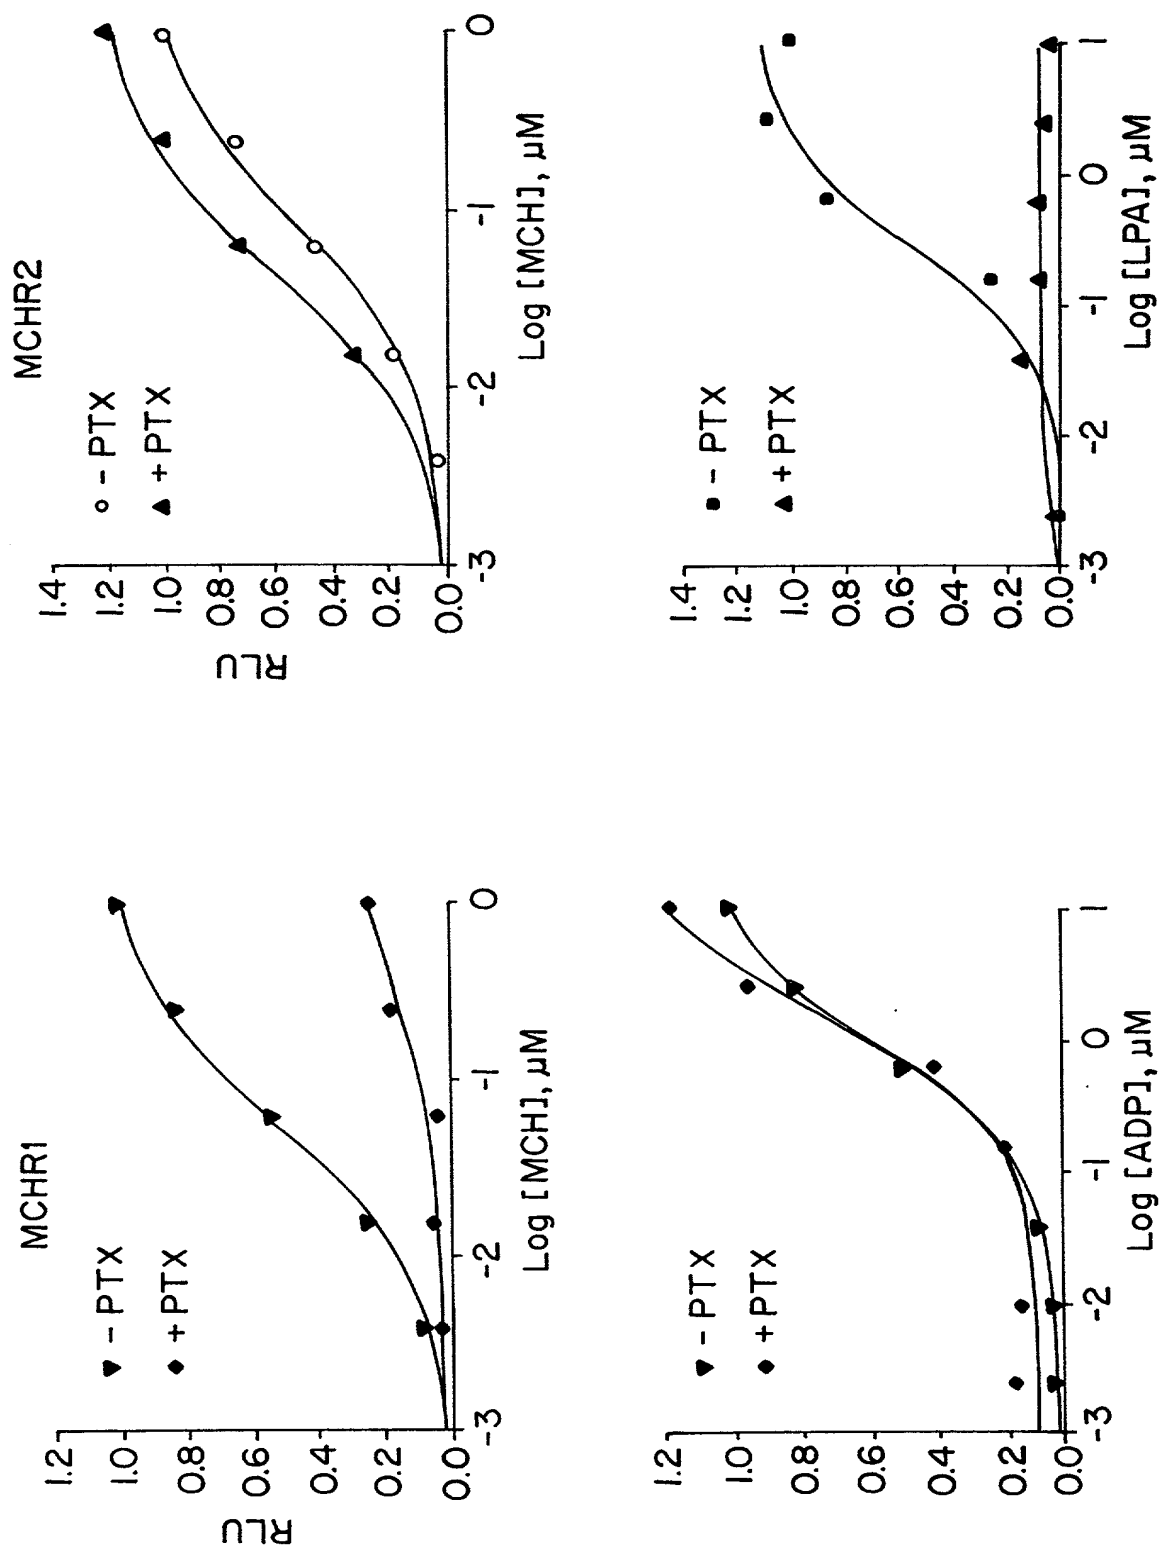 MCHR1
RLU
1.2
1.0
0.8
0.6
0.4
0.2
0.0
▼ - PTX
◆ + PTX
-3 -2 -1 0
Log [MCH], μM
MCHR2
RLU
1.4
1.2
1.0
0.8
0.6
0.4
0.2
0.0
○ - PTX
▲ + PTX
-3 -2 -1 0
Log [MCH], μM
1.2
1.0
0.8
0.6
0.4
0.2
0.0
▼ - PTX
◆ + PTX
-3 -2 -1 0 1
Log [ADP], μM
1.4
1.2
1.0
0.8
0.6
0.4
0.2
0.0
■ - PTX
▲ + PTX
-3 -2 -1 0 1
Log [LPA], μM